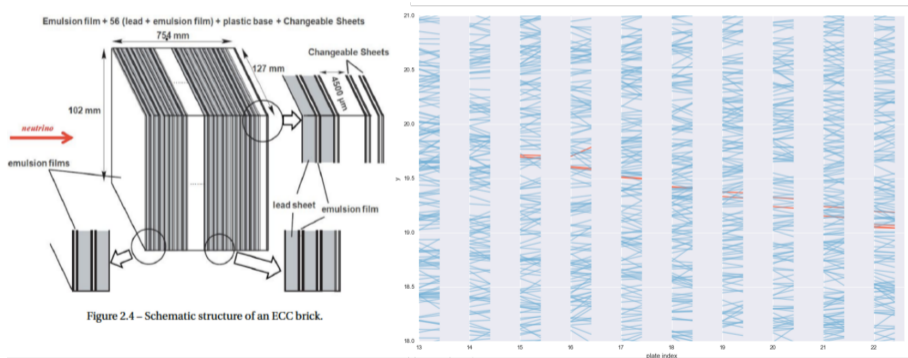 Emulsion film + 56 (lead + emulsion film) + plastic base + Changeable Sheets
754 mm
Changeable Sheets
127 mm
4500 µm
102 mm
neutrino
emulsion films
lead sheet
emulsion film
Figure 2.4 – Schematic structure of an ECC brick.
21.0
20.5
20.0
19.5
19.0
18.5
18.0
y
13 14 15 16 17 18 19 20 21 22
plate index